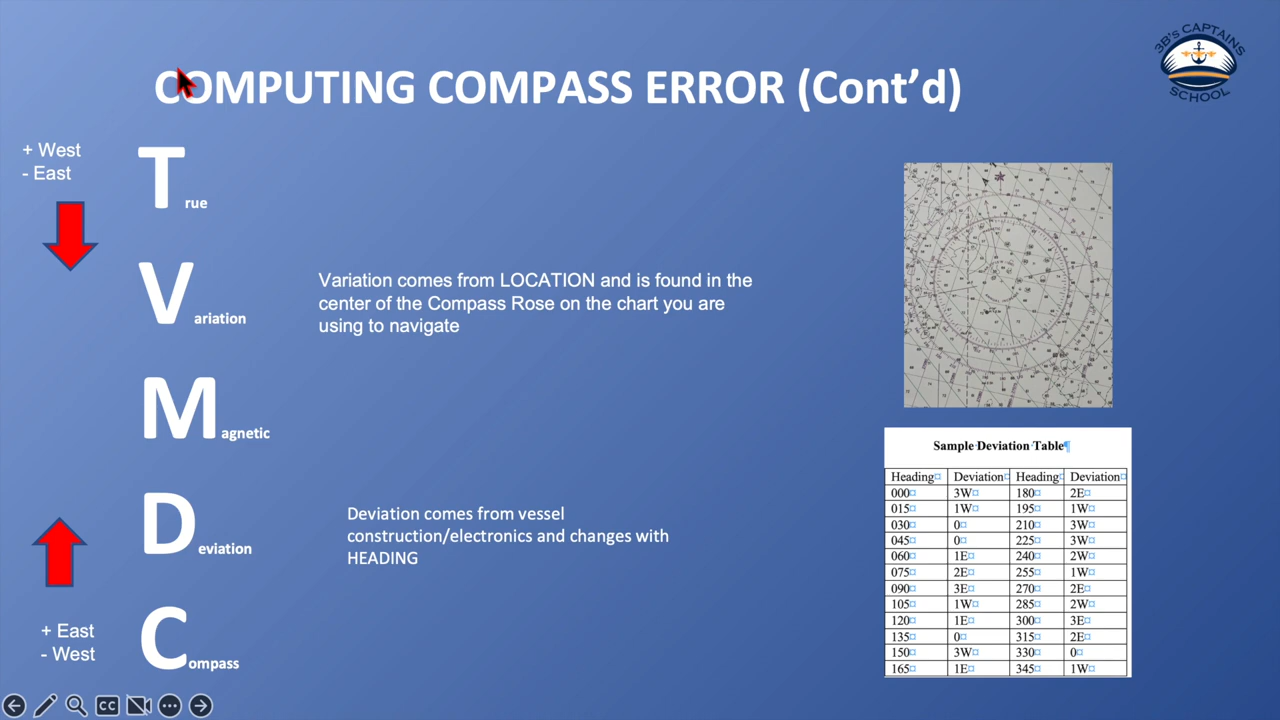 3B's CAPTAINS
SCHOOL
COMPUTING COMPASS ERROR (Cont'd)
+ West
- East
True
Variation
Variation comes from LOCATION and is found in the
center of the Compass Rose on the chart you are
using to navigate
Magnetic
Deviation
Deviation comes from vessel
construction/electronics and changes with
HEADING
+ East
- West
Compass
Sample·Deviation·Table¶
Heading¤ Deviation¤ Heading¤ Deviation¤
000¤ 3W¤ 180¤ 2E¤
015¤ 1W¤ 195¤ 1W¤
030¤ 0¤ 210¤ 3W¤
045¤ 0¤ 225¤ 3W¤
060¤ 1E¤ 240¤ 2W¤
075¤ 2E¤ 255¤ 1W¤
090¤ 3E¤ 270¤ 2E¤
105¤ 1W¤ 285¤ 2W¤
120¤ 1E¤ 300¤ 3E¤
135¤ 0¤ 315¤ 2E¤
150¤ 3W¤ 330¤ 0¤
165¤ 1E¤ 345¤ 1W¤
CC